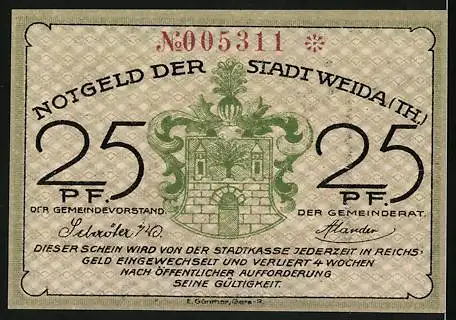 №005311
NOTGELD DER STADT WEIDA (TH.)
25 25
PF. PF.
DER GEMEINDEVORSTAND. DER GEMEINDERAT.
DIESER SCHEIN WIRD VON DER STADTKASSE JEDERZEIT IN REICHS-
GELD EINGEWECHSELT UND VERLIERT 4 WOCHEN
NACH ÖFFENTLICHER AUFFORDERUNG
SEINE GÜLTIGKEIT.